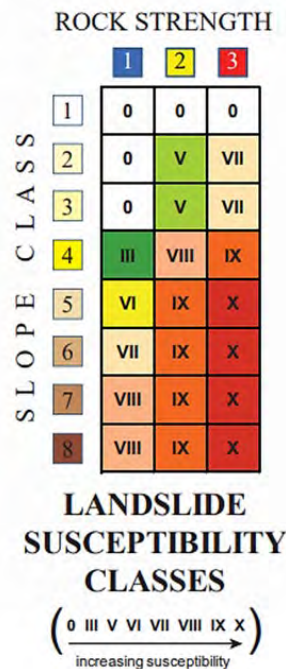 ROCK STRENGTH
1 2 3
SLOPE CLASS
1 0 0 0
2 0 V VII
3 0 V VII
4 III VIII IX
5 VI IX X
6 VII IX X
7 VIII IX X
8 VIII IX X
LANDSLIDE
SUSCEPTIBILITY
CLASSES
( 0 III V VI VII VIII IX X )
increasing susceptibility